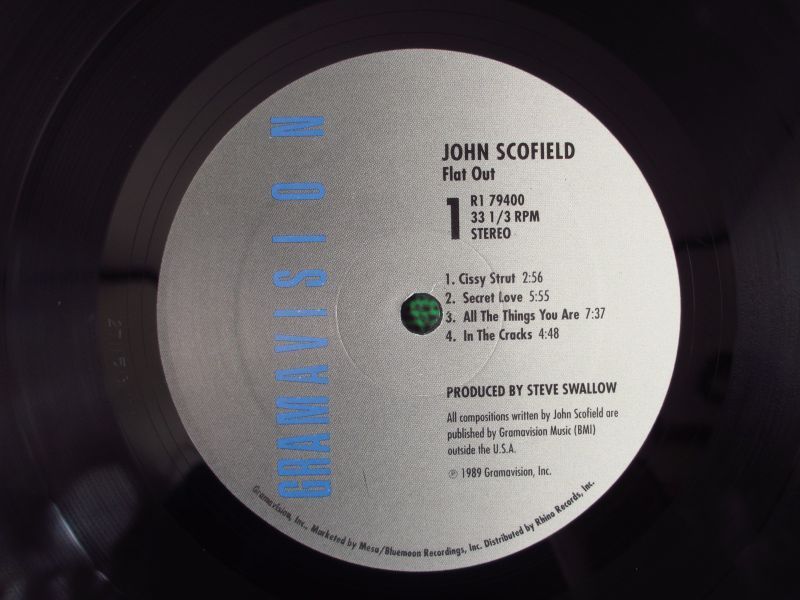 GRAMAVISION
JOHN SCOFIELD
Flat Out
1
R1 79400
33 1/3 RPM
STEREO
1. Cissy Strut 2:56
2. Secret Love 5:55
3. All The Things You Are 7:37
4. In The Cracks 4:48
PRODUCED BY STEVE SWALLOW
All compositions written by John Scofield are
published by Gramavision Music (BMI)
outside the U.S.A.
℗ 1989 Gramavision, Inc.
Gramavision, Inc., Marketed by Mesa/Bluemoon Recordings, Inc. Distributed by Rhino Records, Inc.